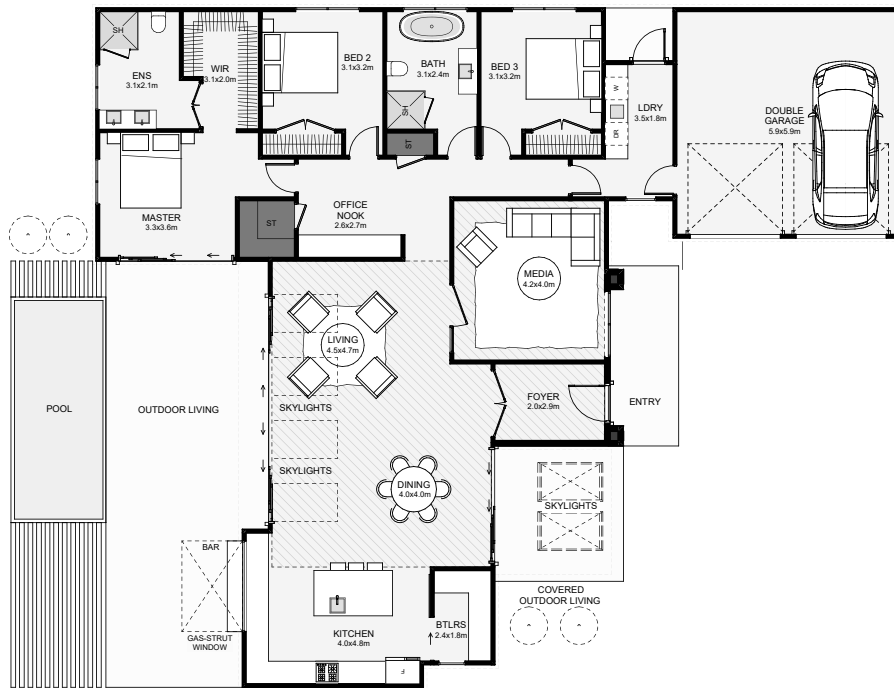 SH
ENS
3.1x2.1m
WIR
3.1x2.0m
BED 2
3.1x3.2m
BATH
3.1x2.4m
SH
ST
BED 3
3.1x3.2m
W
DR
LDRY
3.5x1.8m
DOUBLE
GARAGE
5.9x5.9m
MASTER
3.3x3.6m
ST
OFFICE
NOOK
2.6x2.7m
MEDIA
4.2x4.0m
LIVING
4.5x4.7m
POOL
OUTDOOR LIVING
SKYLIGHTS
FOYER
2.0x2.9m
ENTRY
SKYLIGHTS
DINING
4.0x4.0m
SKYLIGHTS
BAR
GAS-STRUT
WINDOW
COVERED
OUTDOOR LIVING
KITCHEN
4.0x4.8m
BTLRS
2.4x1.8m
F